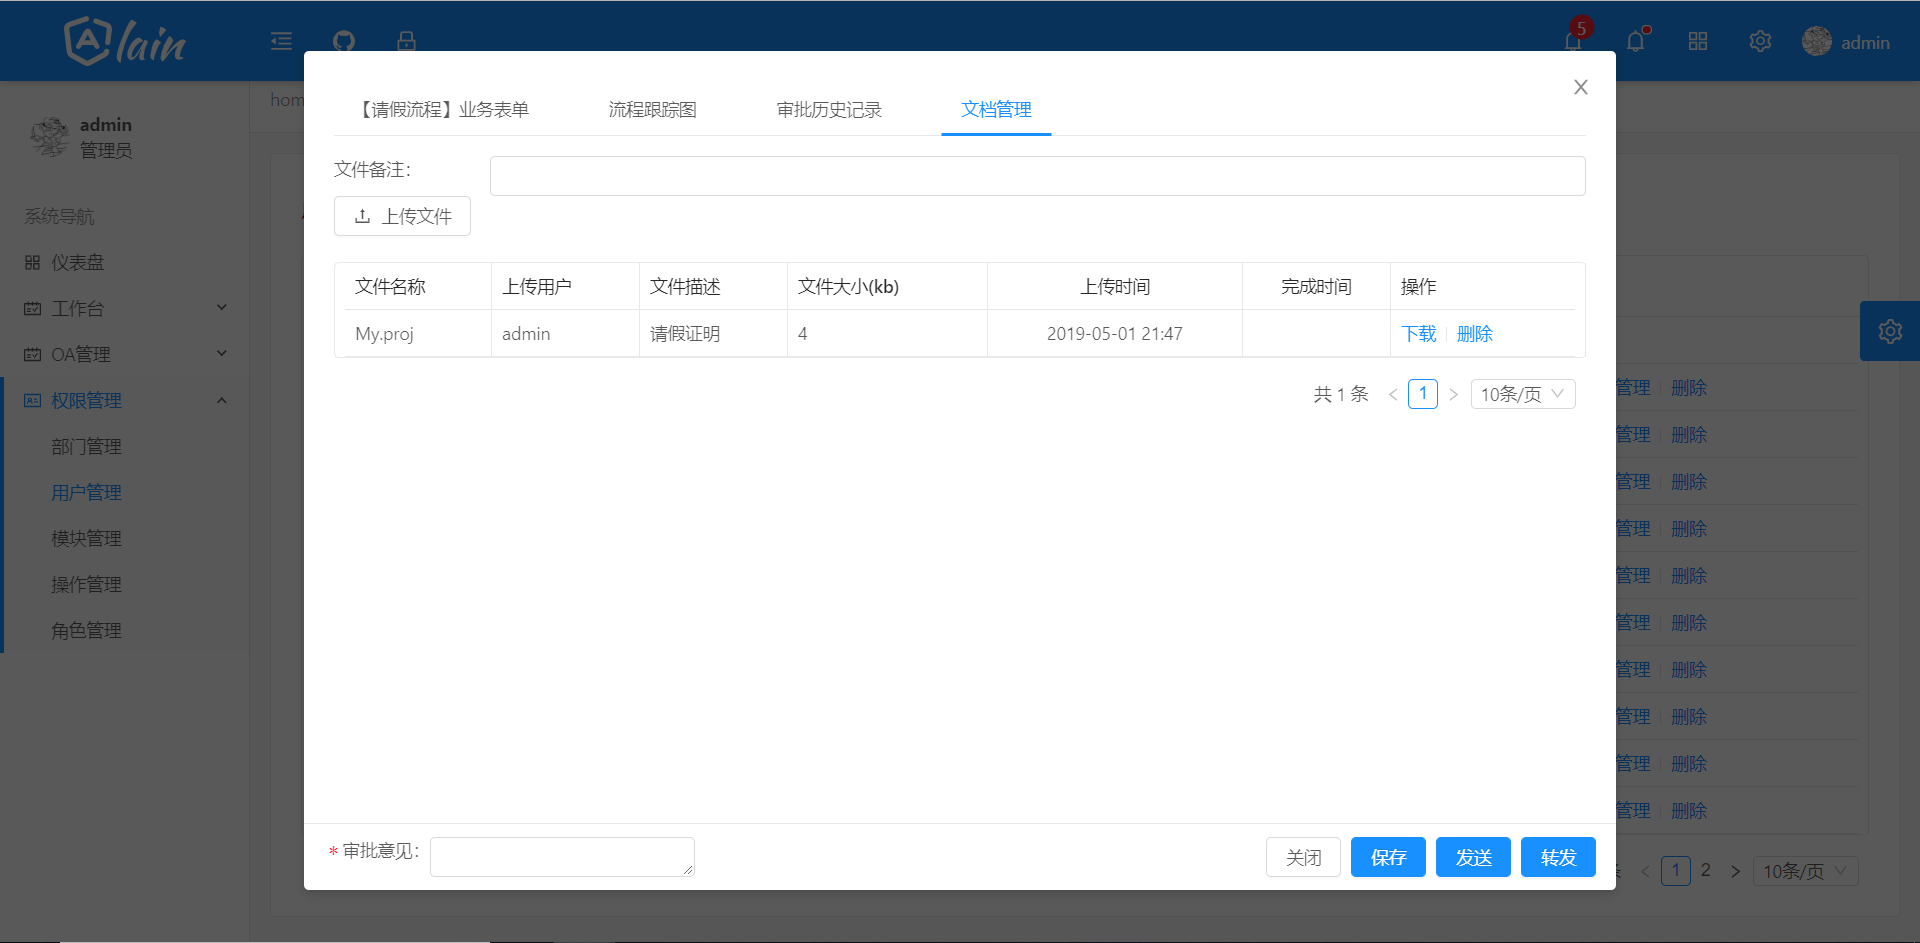 Alain
5
admin
hom
admin
管理员
系统导航
仪表盘
工作台
OA管理
权限管理
部门管理
用户管理
模块管理
操作管理
角色管理
【请假流程】业务表单 流程跟踪图 审批历史记录 文档管理
文件备注:
上传文件
文件名称 上传用户 文件描述 文件大小(kb) 上传时间 完成时间 操作
My.proj admin 请假证明 4 2019-05-01 21:47 下载 删除
共 1 条 < 1 > 10条/页
管理 删除
管理 删除
管理 删除
管理 删除
管理 删除
管理 删除
管理 删除
管理 删除
管理 删除
管理 删除
* 审批意见:
关闭 保存 发送 转发
< 1 2 > 10条/页